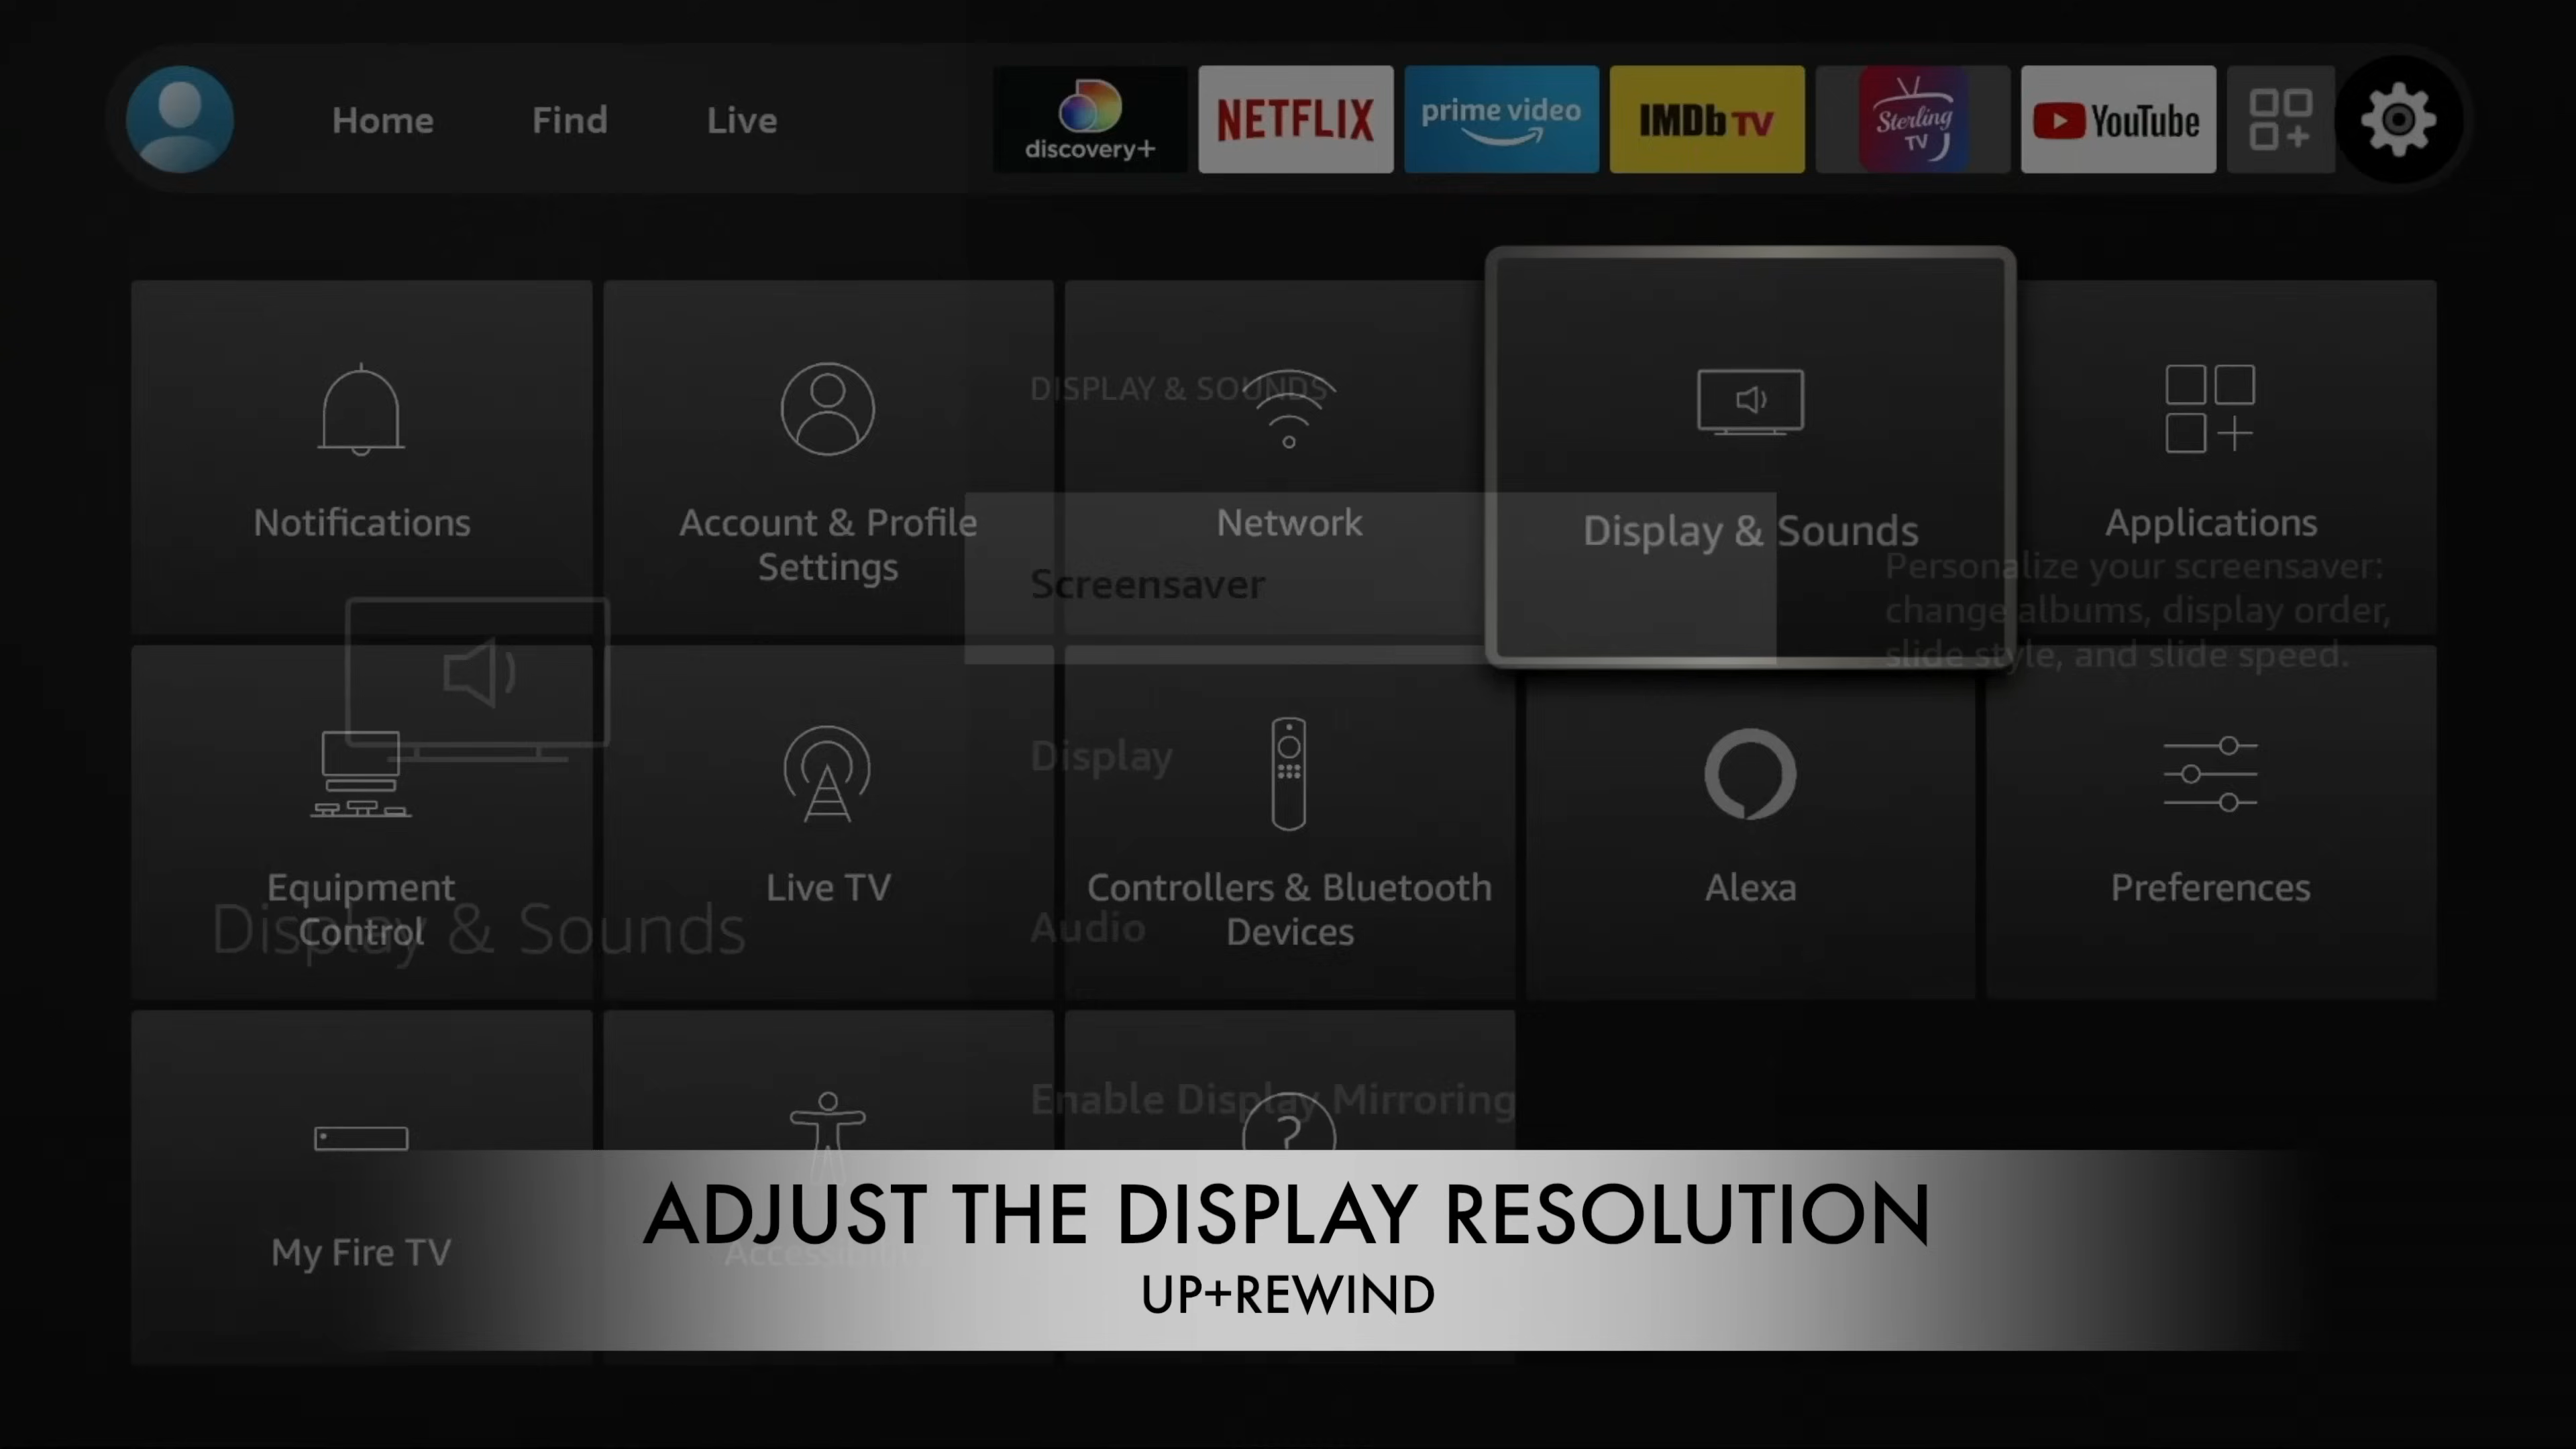 Home
Find
Live
discovery+
NETFLIX
prime video
IMDb TV
Sterling
TV
YouTube
Notifications
Account & Profile
Settings
DISPLAY & SOUNDS
Network
Display & Sounds
Applications
Screensaver
Personalize your screensaver:
change albums, display order,
slide style, and slide speed.
Equipment
Control
Display & Sounds
Live TV
Display
Audio
Controllers & Bluetooth
Devices
Alexa
Preferences
Enable Display Mirroring
?
My Fire TV
ADJUST THE DISPLAY RESOLUTION
UP+REWIND